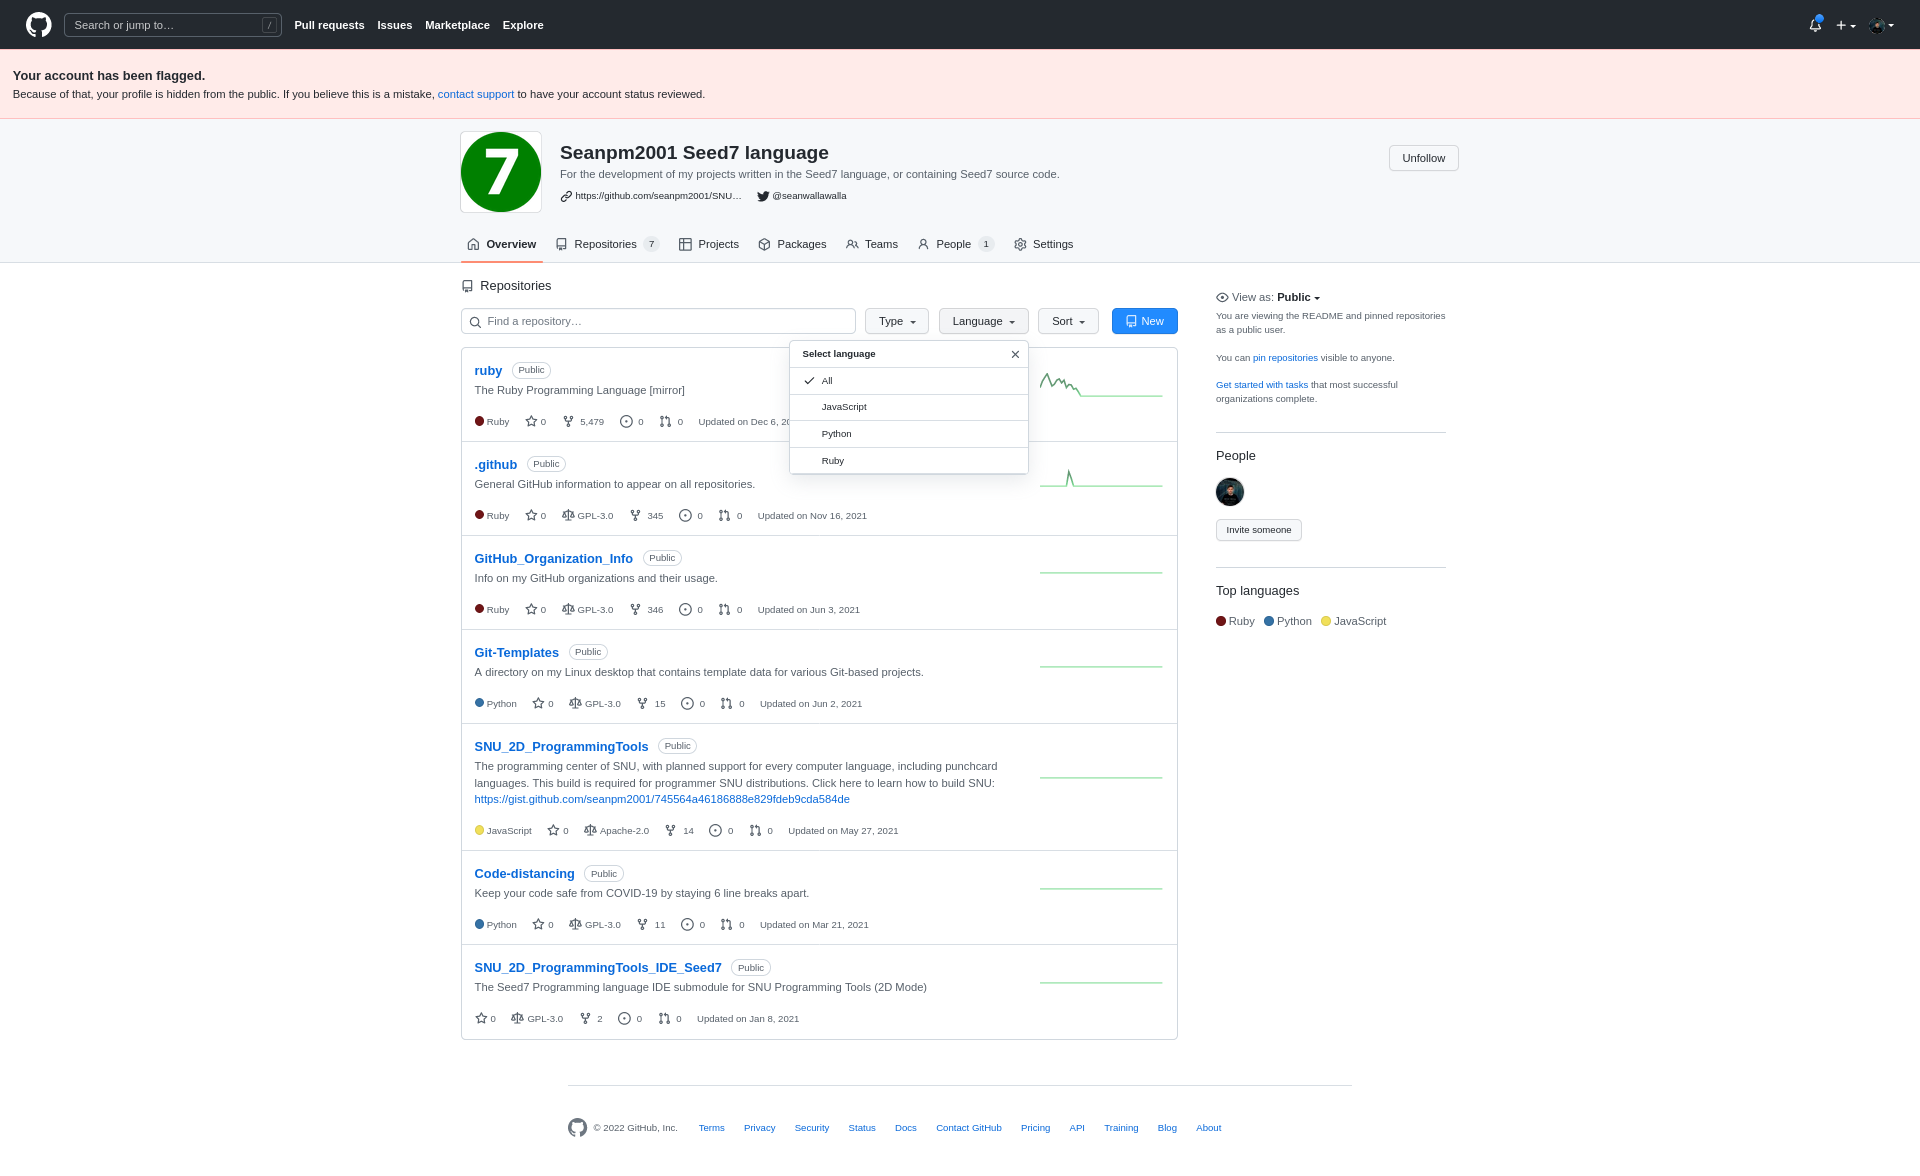 Search or jump to… /
Pull requests Issues Marketplace Explore
Your account has been flagged.
Because of that, your profile is hidden from the public. If you believe this is a mistake, contact support to have your account status reviewed.
7
Seanpm2001 Seed7 language
For the development of my projects written in the Seed7 language, or containing Seed7 source code.
https://github.com/seanpm2001/SNU… @seanwallawalla
Unfollow
Overview Repositories 7 Projects Packages Teams People 1 Settings
Repositories
Find a repository… Type Language Sort New
Select language
All
JavaScript
Python
Ruby
ruby Public
The Ruby Programming Language [mirror]
Ruby 0 5,479 0 0 Updated on Dec 6, 20
.github Public
General GitHub information to appear on all repositories.
Ruby 0 GPL-3.0 345 0 0 Updated on Nov 16, 2021
GitHub_Organization_Info Public
Info on my GitHub organizations and their usage.
Ruby 0 GPL-3.0 346 0 0 Updated on Jun 3, 2021
Git-Templates Public
A directory on my Linux desktop that contains template data for various Git-based projects.
Python 0 GPL-3.0 15 0 0 Updated on Jun 2, 2021
SNU_2D_ProgrammingTools Public
The programming center of SNU, with planned support for every computer language, including punchcard
languages. This build is required for programmer SNU distributions. Click here to learn how to build SNU:
https://gist.github.com/seanpm2001/745564a46186888e829fdeb9cda584de
JavaScript 0 Apache-2.0 14 0 0 Updated on May 27, 2021
Code-distancing Public
Keep your code safe from COVID-19 by staying 6 line breaks apart.
Python 0 GPL-3.0 11 0 0 Updated on Mar 21, 2021
SNU_2D_ProgrammingTools_IDE_Seed7 Public
The Seed7 Programming language IDE submodule for SNU Programming Tools (2D Mode)
0 GPL-3.0 2 0 0 Updated on Jan 8, 2021
View as: Public
You are viewing the README and pinned repositories
as a public user.
You can pin repositories visible to anyone.
Get started with tasks that most successful
organizations complete.
People
Invite someone
Top languages
Ruby Python JavaScript
© 2022 GitHub, Inc. Terms Privacy Security Status Docs Contact GitHub Pricing API Training Blog About